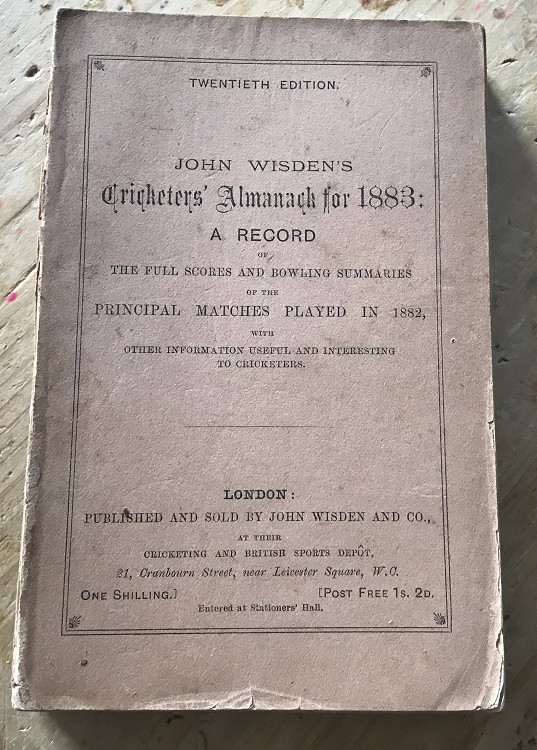 TWENTIETH EDITION.
JOHN WISDEN'S
Cricketers' Almanack for 1883:
A RECORD
OF
THE FULL SCORES AND BOWLING SUMMARIES
OF THE
PRINCIPAL MATCHES PLAYED IN 1882,
WITH
OTHER INFORMATION USEFUL AND INTERESTING
TO CRICKETERS.
LONDON:
PUBLISHED AND SOLD BY JOHN WISDEN AND CO.,
AT THEIR
CRICKETING AND BRITISH SPORTS DEPÔT,
21, Cranbourn Street, near Leicester Square, W.C.
ONE SHILLING.] [POST FREE 1S. 2D.
Entered at Stationers' Hall.